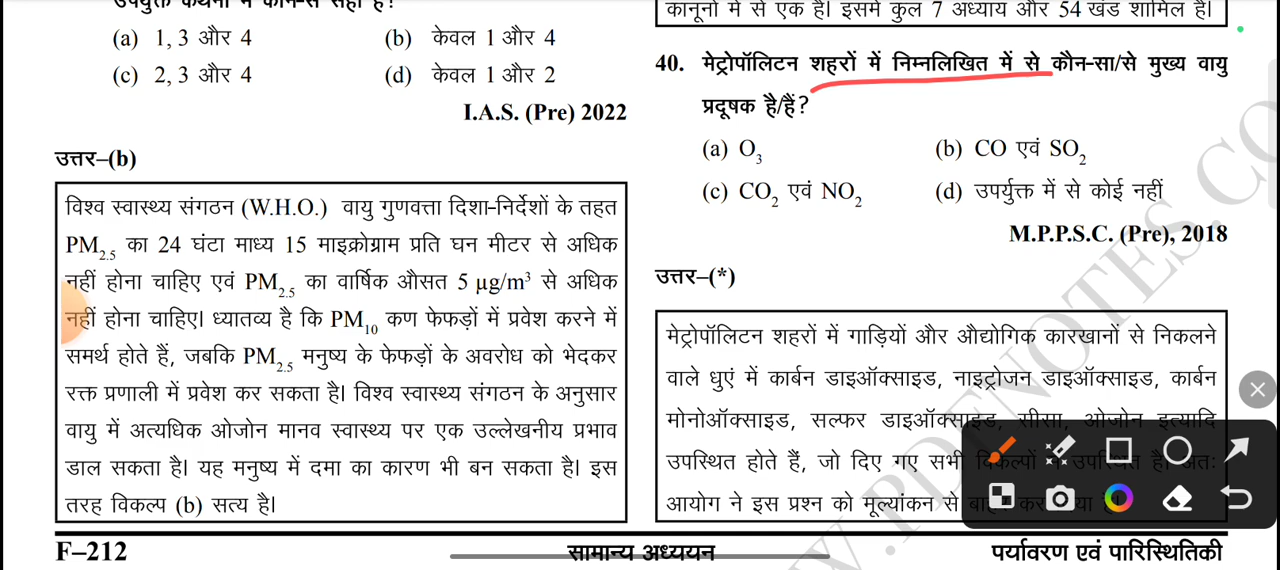 उपर्युक्त कथनों में कौन-से सही हैं?
(a) 1, 3 और 4 (b) केवल 1 और 4
(c) 2, 3 और 4 (d) केवल 1 और 2
I.A.S. (Pre) 2022
उत्तर–(b)
विश्व स्वास्थ्य संगठन (W.H.O.) वायु गुणवत्ता दिशा-निर्देशों के तहत
PM2.5 का 24 घंटा माध्य 15 माइक्रोग्राम प्रति घन मीटर से अधिक
नहीं होना चाहिए एवं PM2.5 का वार्षिक औसत 5 μg/m³ से अधिक
नहीं होना चाहिए। ध्यातव्य है कि PM10 कण फेफड़ों में प्रवेश करने में
समर्थ होते हैं, जबकि PM2.5 मनुष्य के फेफड़ों के अवरोध को भेदकर
रक्त प्रणाली में प्रवेश कर सकता है। विश्व स्वास्थ्य संगठन के अनुसार
वायु में अत्यधिक ओजोन मानव स्वास्थ्य पर एक उल्लेखनीय प्रभाव
डाल सकता है। यह मनुष्य में दमा का कारण भी बन सकता है। इस
तरह विकल्प (b) सत्य है।
कानूनों में से एक है। इसमें कुल 7 अध्याय और 54 खंड शामिल हैं।
40. मेट्रोपॉलिटन शहरों में निम्नलिखित में से कौन-सा/से मुख्य वायु
प्रदूषक है/हैं?
(a) O3 (b) CO एवं SO2
(c) CO2 एवं NO2 (d) उपर्युक्त में से कोई नहीं
M.P.P.S.C. (Pre), 2018
उत्तर–(*)
मेट्रोपॉलिटन शहरों में गाड़ियों और औद्योगिक कारखानों से निकलने
वाले धुएं में कार्बन डाइऑक्साइड, नाइट्रोजन डाइऑक्साइड, कार्बन
मोनोऑक्साइड, सल्फर डाइऑक्साइड, सीसा, ओजोन इत्यादि
उपस्थित होते हैं, जो दिए गए सभी विकल्पों में उपस्थित है। अतः
आयोग ने इस प्रश्न को मूल्यांकन से
F–212 सामान्य अध्ययन पर्यावरण एवं पारिस्थितिकी